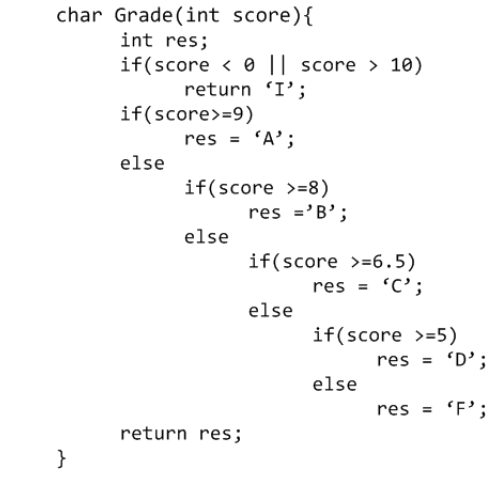 char Grade(int score){
int res;
if(score < 0 || score > 10)
return ‘I’;
if(score>=9)
res = ‘A’;
else
if(score >=8)
res =’B’;
else
if(score >=6.5)
res = ‘C’;
else
if(score >=5)
res = ‘D’;
else
res = ‘F’;
return res;
}